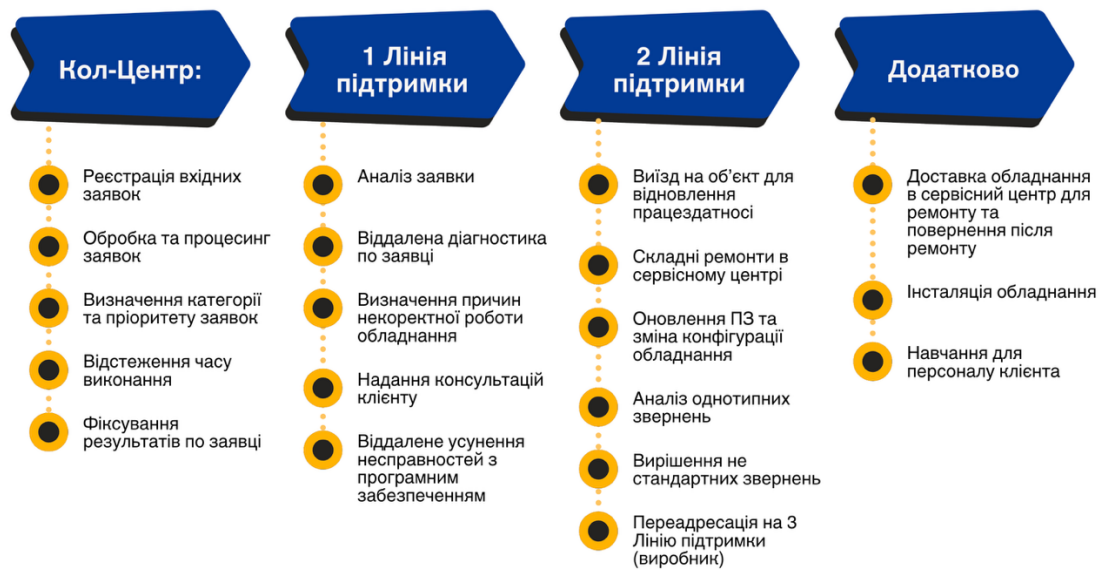 Кол-Центр:
Реєстрація вхідних
заявок
Обробка та процесинг
заявок
Визначення категорії
та пріоритету заявок
Відстеження часу
виконання
Фіксування
результатів по заявці
1 Лінія
підтримки
Аналіз заявки
Віддалена діагностика
по заявці
Визначення причин
некоректної роботи
обладнання
Надання консультацій
клієнту
Віддалене усунення
несправностей з
програмним
забезпеченням
2 Лінія
підтримки
Виїзд на об’єкт для
відновлення
працездатносі
Складні ремонти в
сервісному центрі
Оновлення ПЗ та
зміна конфігурації
обладнання
Аналіз однотипних
звернень
Вирішення не
стандартних звернень
Переадресація на 3
Лінію підтримки
(виробник)
Додатково
Доставка обладнання
в сервісний центр для
ремонту та
повернення після
ремонту
Інсталяція обладнання
Навчання для
персоналу клієнта